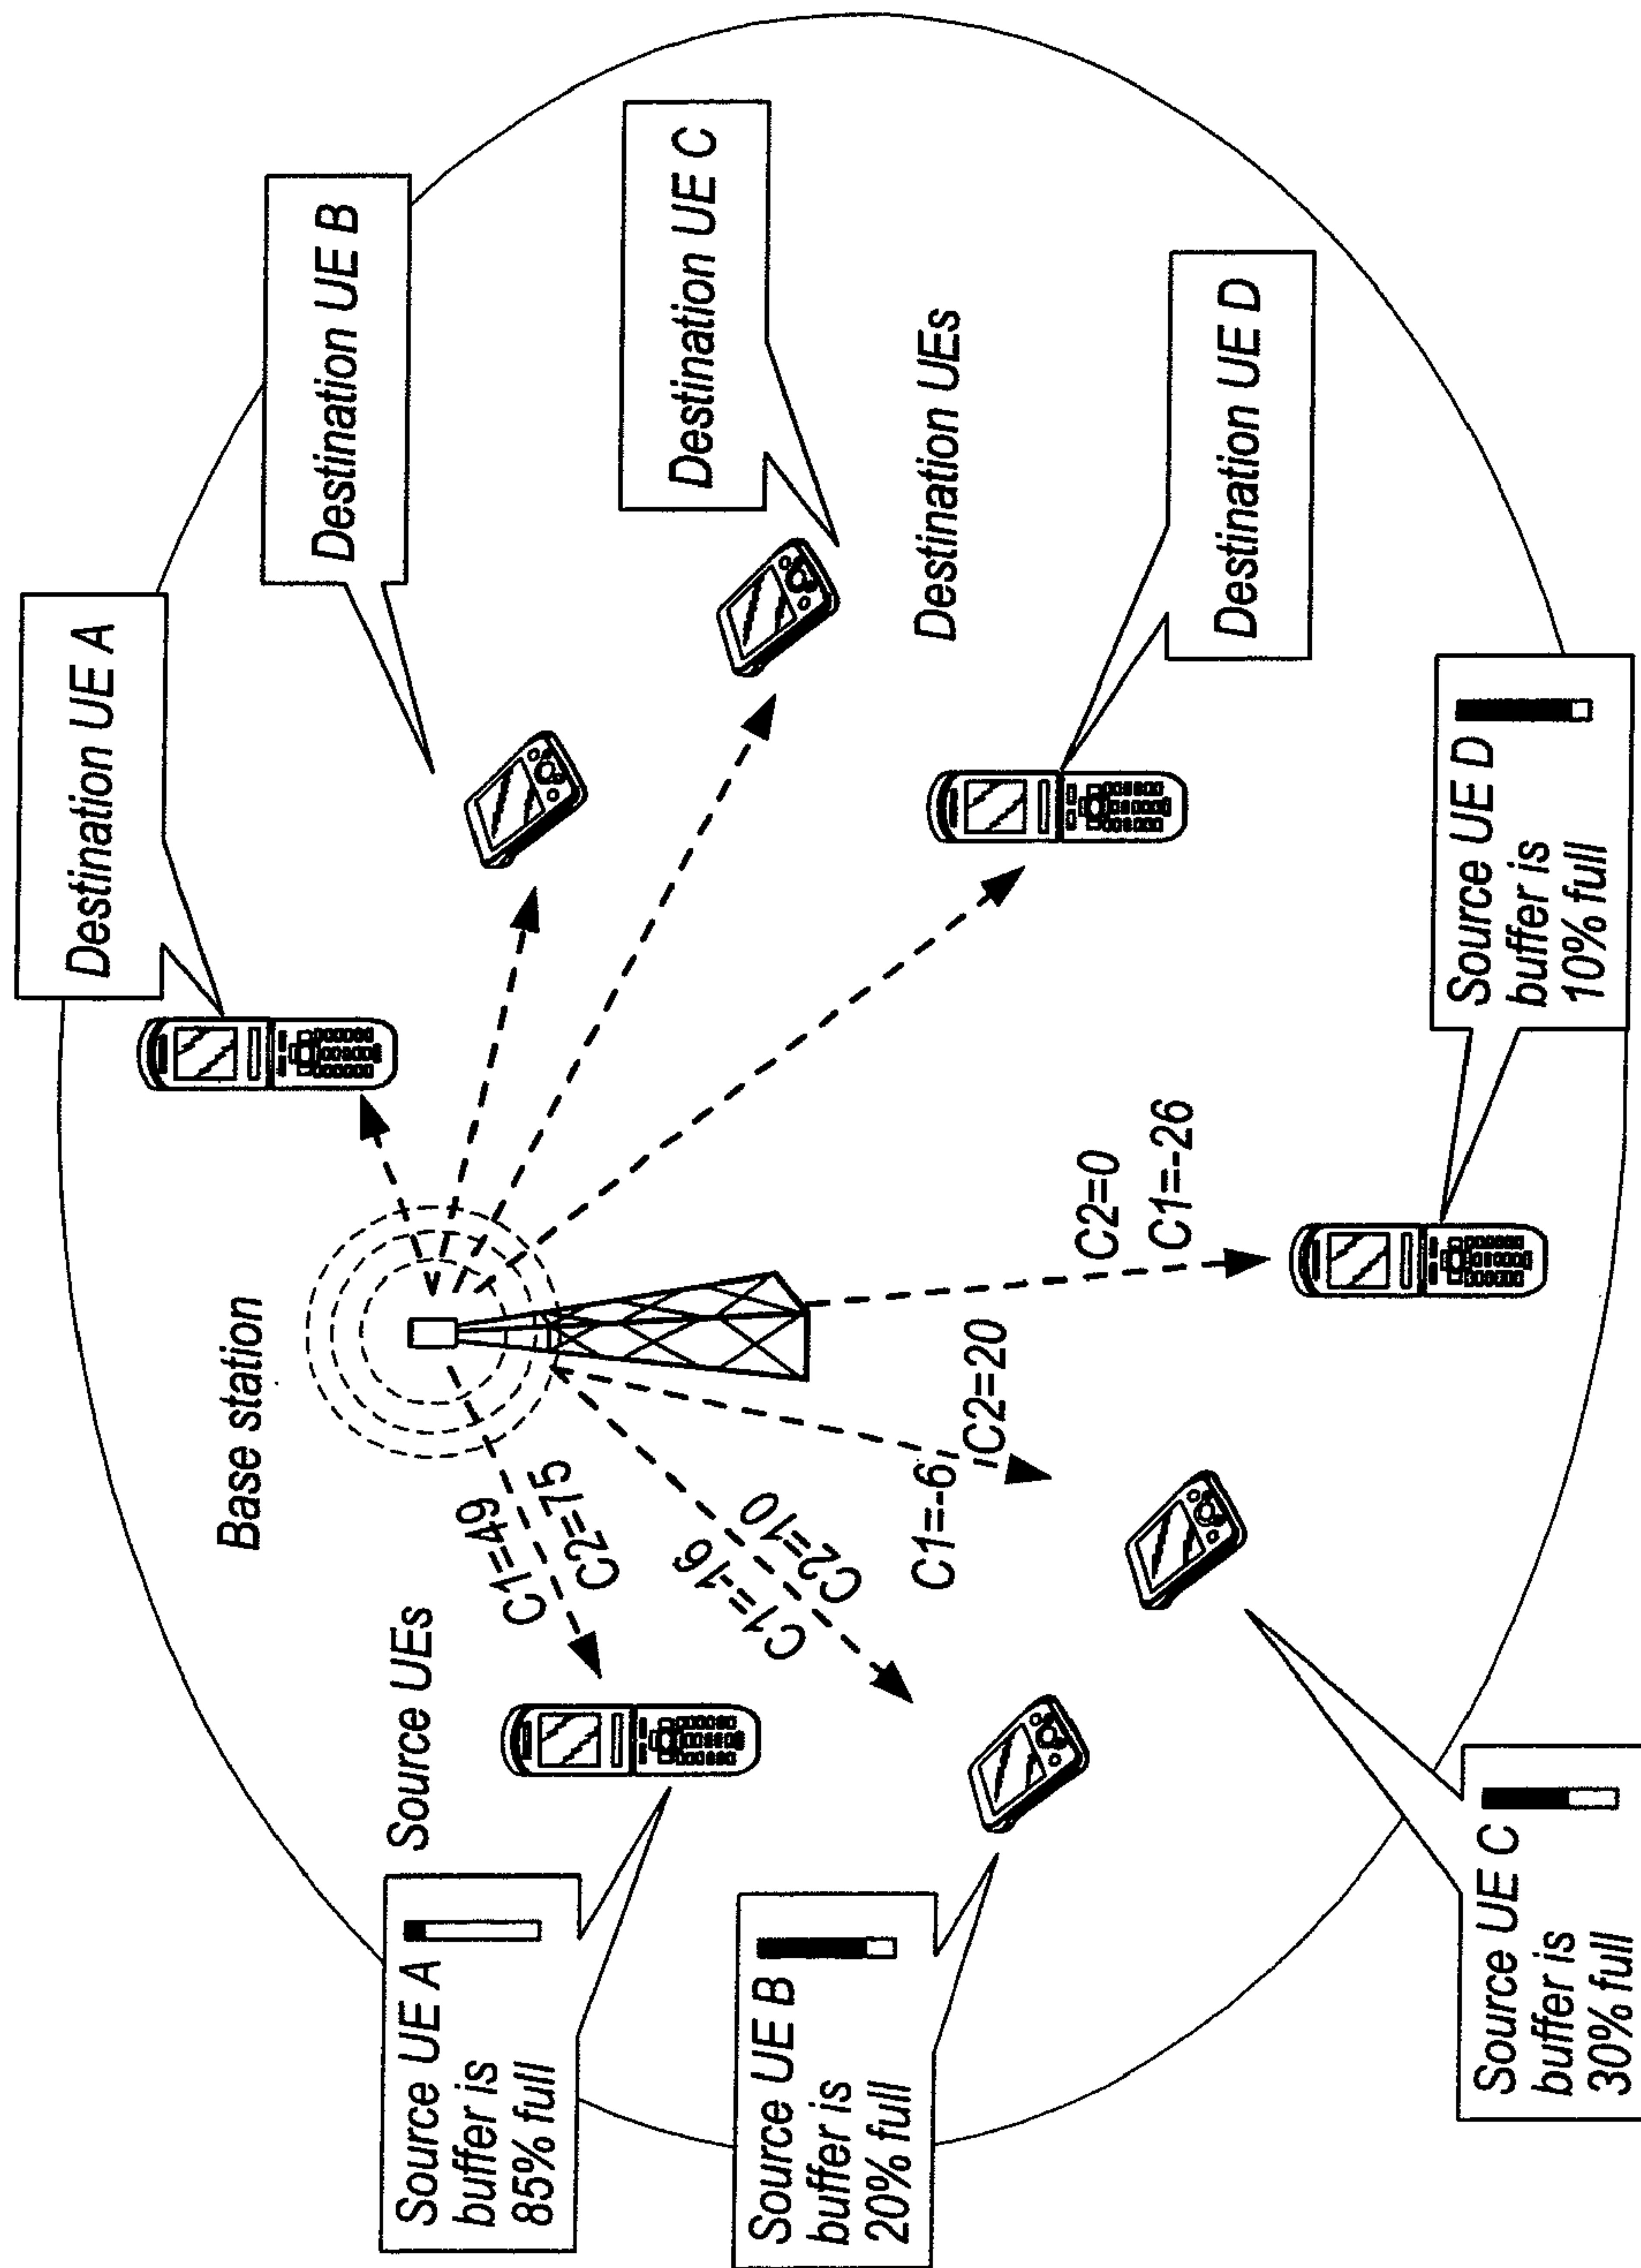 Destination UE A
Destination UE B
Destination UE C
Destination UEs
Destination UE D
Base station
Source UEs
C1=49
C2=75
C1=-16
C2=10
C1=-6
C2=20
C2=0
C1=-26
Source UE A
buffer is
85% full
Source UE B
buffer is
20% full
Source UE C
buffer is
30% full
Source UE D
buffer is
10% full